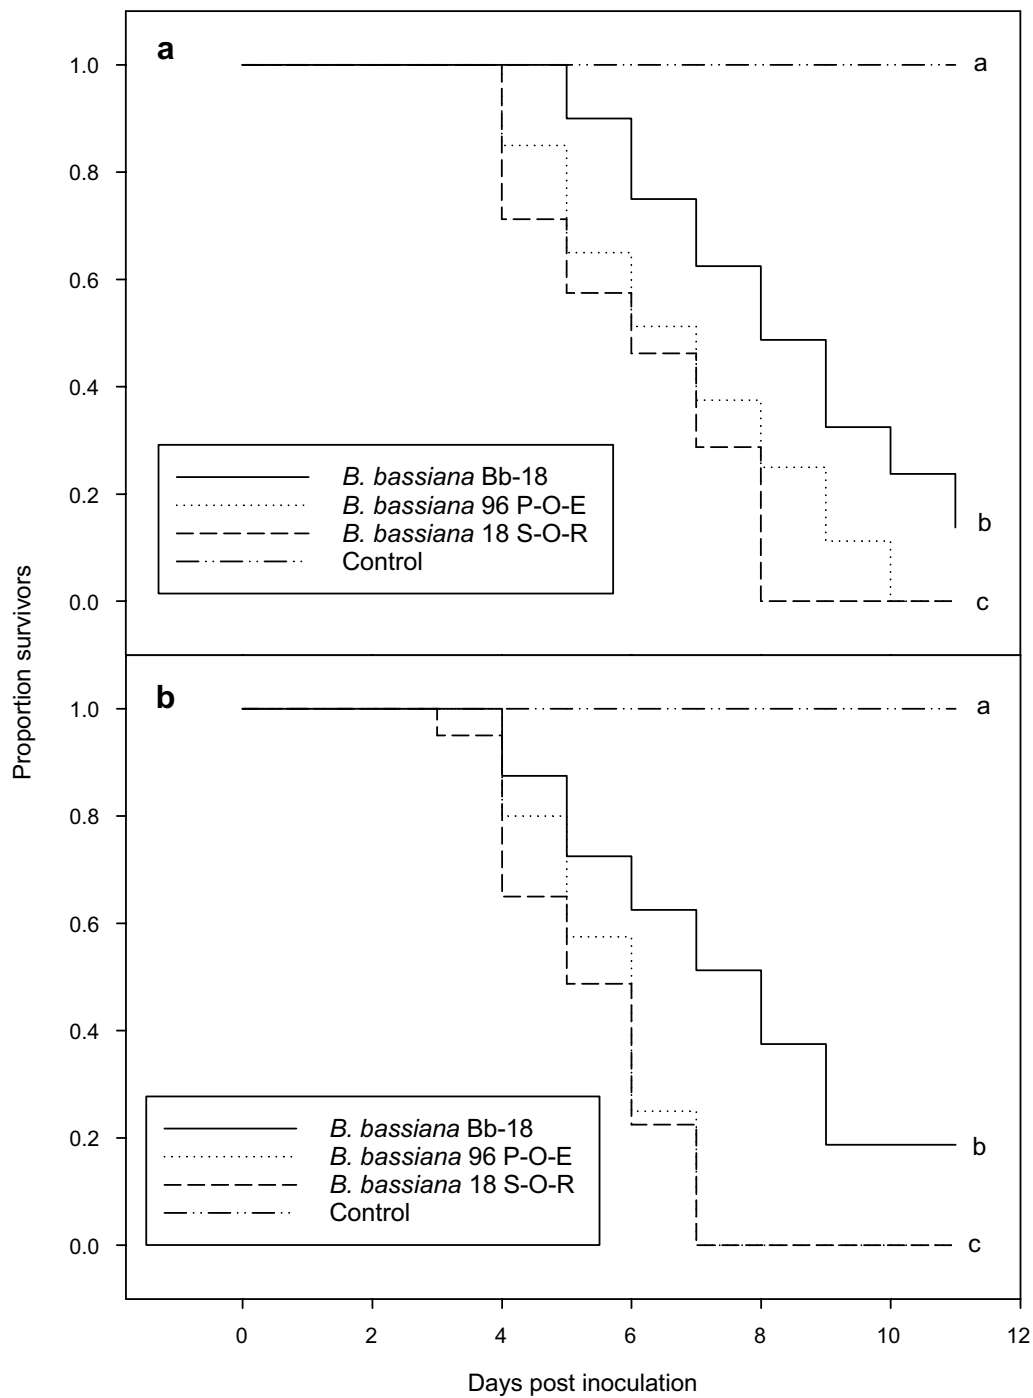 a
1.0
a
0.8
0.6
0.4
B. bassiana Bb-18
B. bassiana 96 P-O-E
B. bassiana 18 S-O-R
Control
0.2
b
0.0
c
Proportion survivors
b
1.0
a
0.8
0.6
0.4
B. bassiana Bb-18
B. bassiana 96 P-O-E
B. bassiana 18 S-O-R
Control
0.2
b
0.0
c
0 2 4 6 8 10 12
Days post inoculation